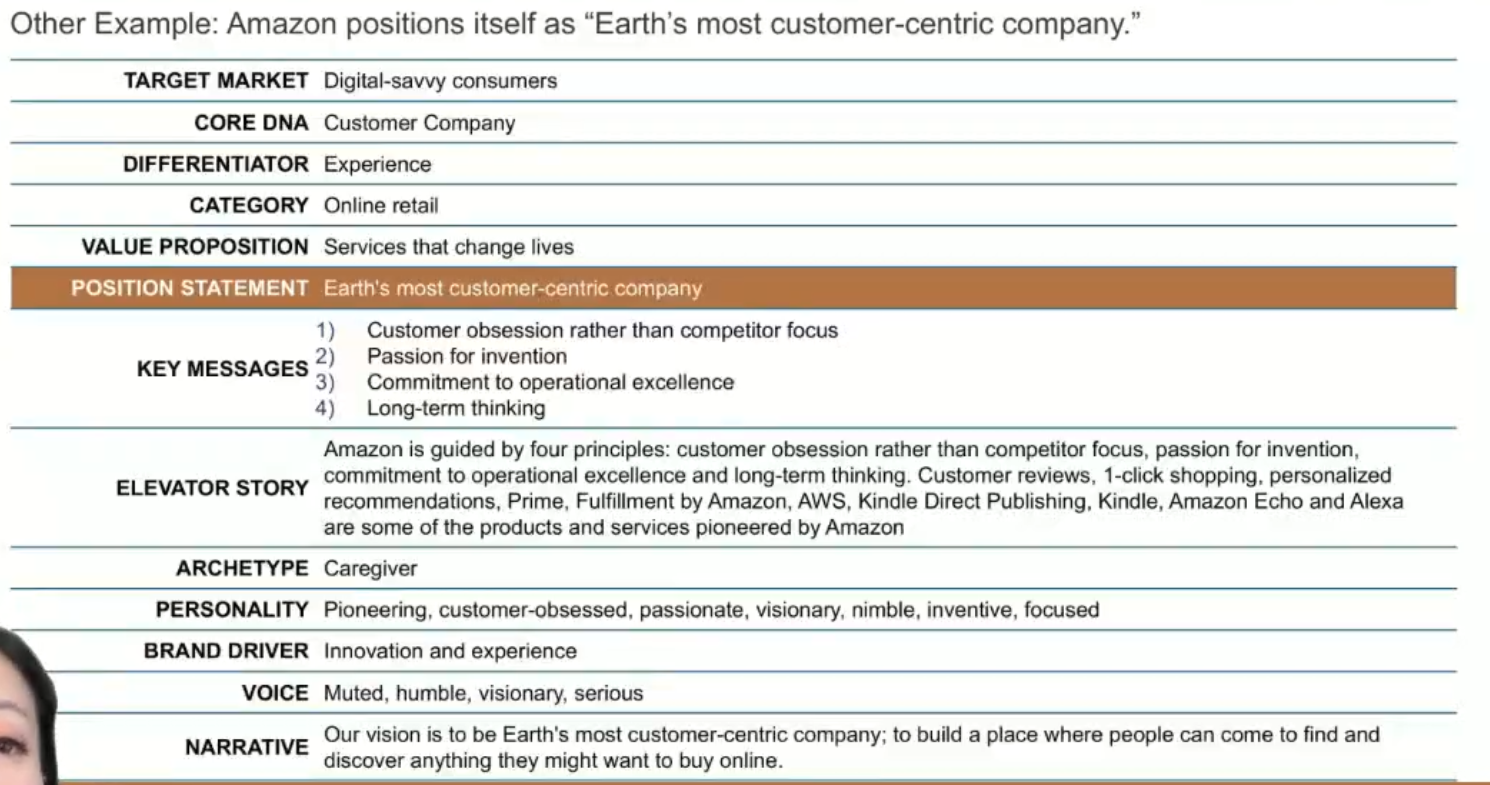 Other Example: Amazon positions itself as “Earth’s most customer-centric company.”
TARGET MARKET Digital-savvy consumers
CORE DNA Customer Company
DIFFERENTIATOR Experience
CATEGORY Online retail
VALUE PROPOSITION Services that change lives
POSITION STATEMENT Earth's most customer-centric company
KEY MESSAGES
1) Customer obsession rather than competitor focus
2) Passion for invention
3) Commitment to operational excellence
4) Long-term thinking
ELEVATOR STORY
Amazon is guided by four principles: customer obsession rather than competitor focus, passion for invention,
commitment to operational excellence and long-term thinking. Customer reviews, 1-click shopping, personalized
recommendations, Prime, Fulfillment by Amazon, AWS, Kindle Direct Publishing, Kindle, Amazon Echo and Alexa
are some of the products and services pioneered by Amazon
ARCHETYPE Caregiver
PERSONALITY Pioneering, customer-obsessed, passionate, visionary, nimble, inventive, focused
BRAND DRIVER Innovation and experience
VOICE Muted, humble, visionary, serious
NARRATIVE
Our vision is to be Earth's most customer-centric company; to build a place where people can come to find and
discover anything they might want to buy online.